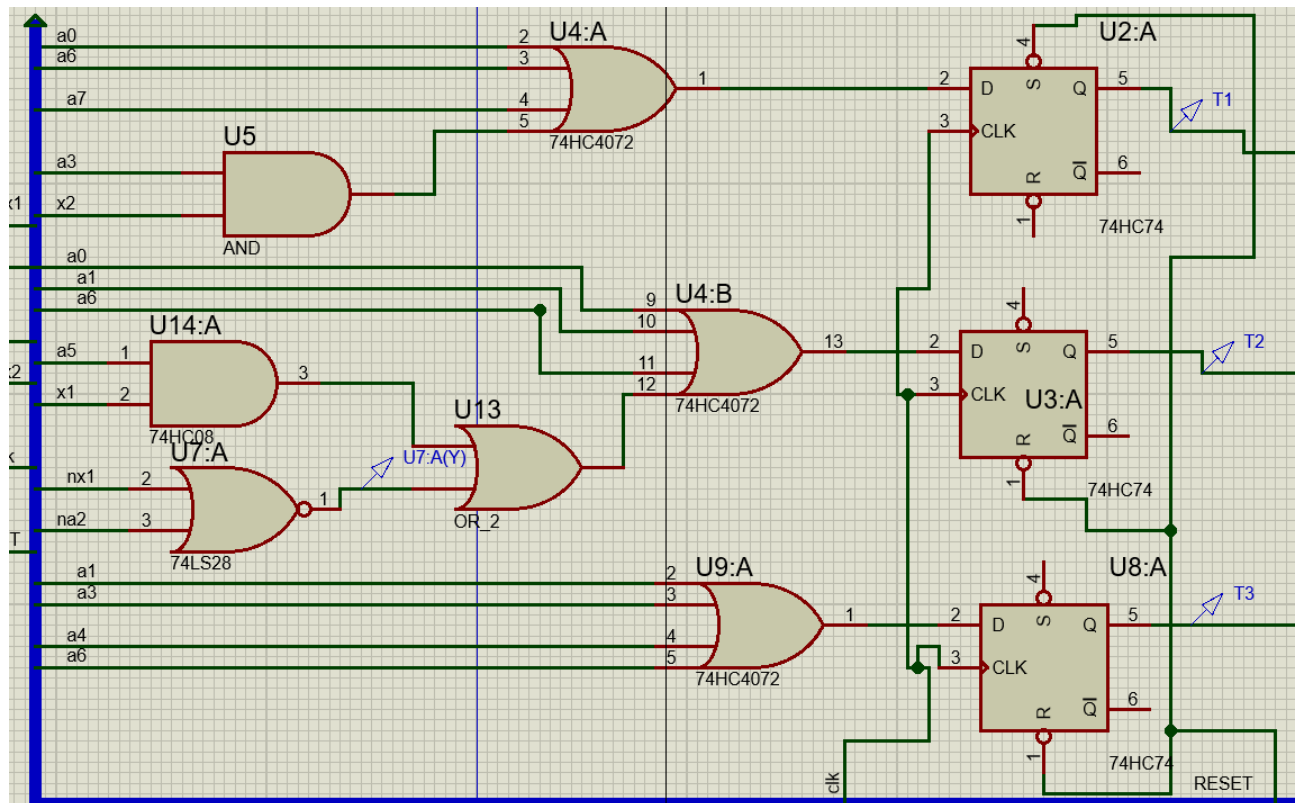 a0
a6
a7
2
3
4
5
U4:A
1
74HC4072
U5
a3
x2
AND
x1
2
D
3
CLK
4
S
U2:A
Q
5
T1
Q
6
R
1
74HC74
a0
a1
a6
9
10
11
12
U4:B
13
74HC4072
U14:A
a5
1
x1
2
3
74HC08
x2
2
D
3
CLK
4
S
Q
5
T2
U3:A
Q
6
R
1
74HC74
U7:A
nx1
2
na2
3
1
74LS28
U7:A(Y)
U13
OR_2
k
T
a1
a3
a4
a6
2
3
4
5
U9:A
1
74HC4072
2
D
3
CLK
4
S
U8:A
Q
5
T3
Q
6
R
1
74HC74
clk
RESET